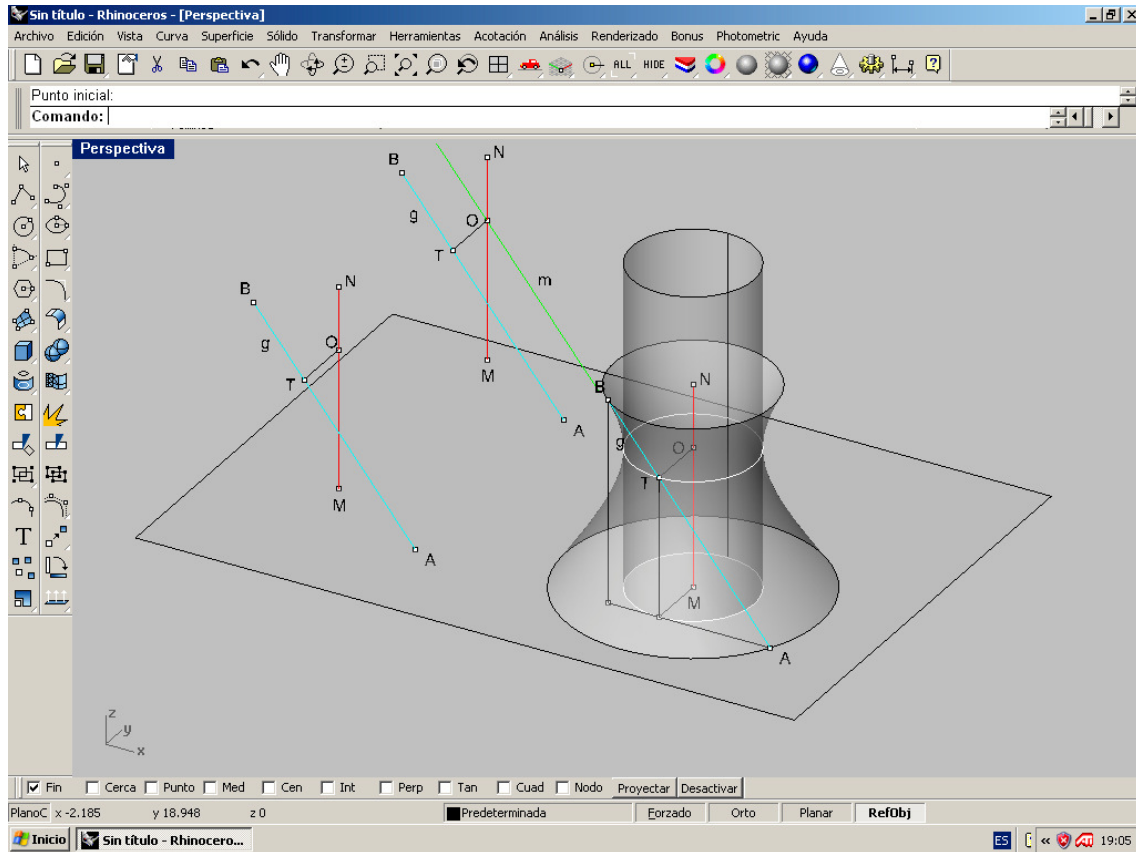 Sin título - Rhinoceros - [Perspectiva]
Archivo Edición Vista Curva Superficie Sólido Transformar Herramientas Acotación Análisis Renderizado Bonus Photometric Ayuda
ALL HIDE
Punto inicial:
Comando:
Perspectiva
B N
g O
T
m
B N
g O
T
M
A
M
A
B N
g O
T
M
A
T
z
y
x
Fin Cerca Punto Med Cen Int Perp Tan Cuad Nodo Proyectar Desactivar
PlanoC x -2.185 y 18.948 z 0 Predeterminada Forzado Orto Planar RefObj
Inicio Sin título - Rhinocero... ES « 19:05